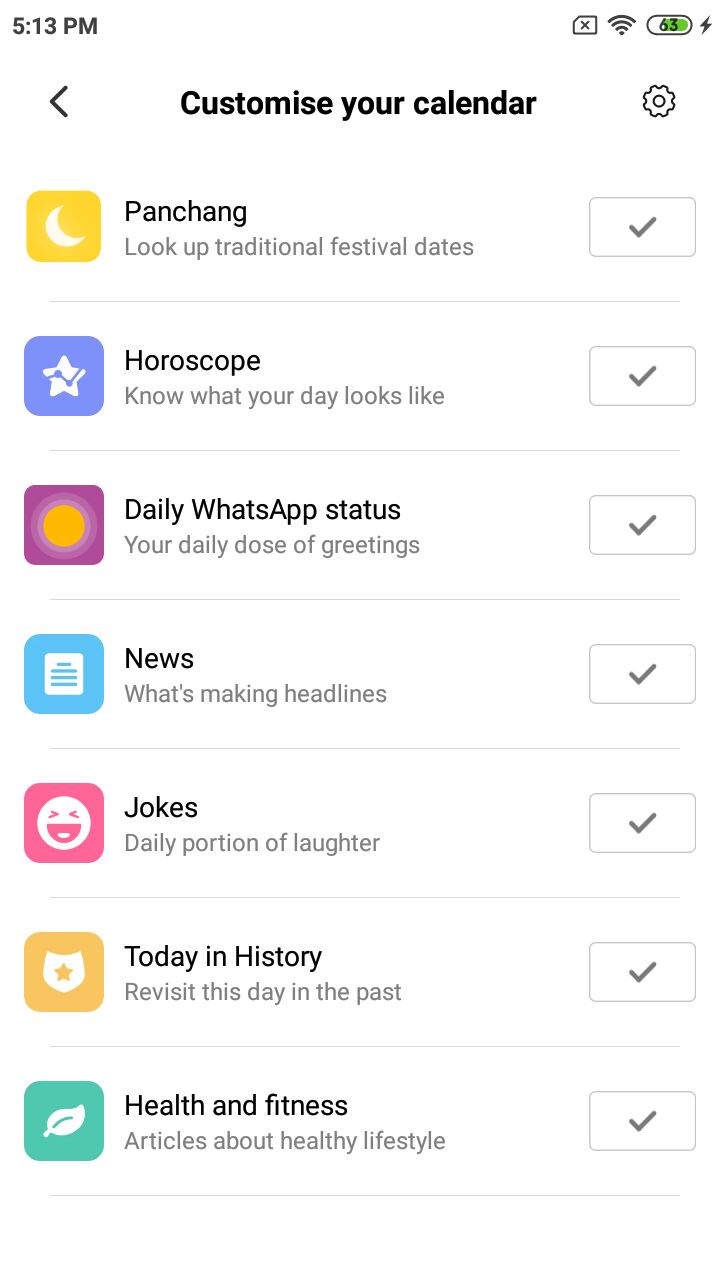 5:13 PM
63
Customise your calendar
Panchang
Look up traditional festival dates
Horoscope
Know what your day looks like
Daily WhatsApp status
Your daily dose of greetings
News
What's making headlines
Jokes
Daily portion of laughter
Today in History
Revisit this day in the past
Health and fitness
Articles about healthy lifestyle